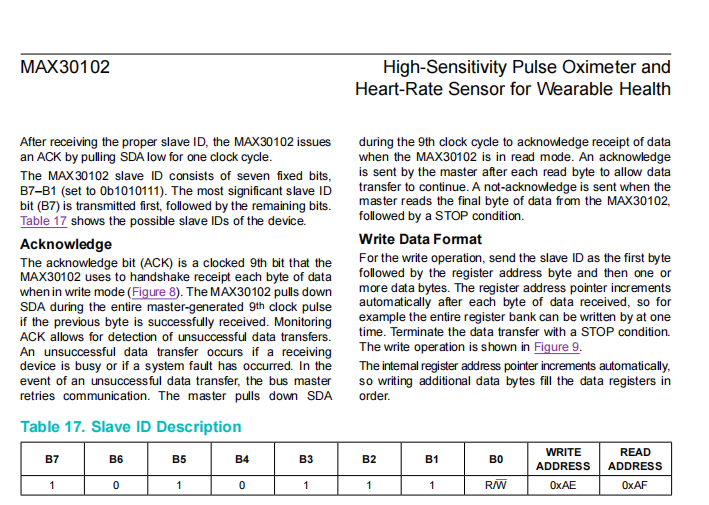 MAX30102
High-Sensitivity Pulse Oximeter and
Heart-Rate Sensor for Wearable Health
After receiving the proper slave ID, the MAX30102 issues
an ACK by pulling SDA low for one clock cycle.
The MAX30102 slave ID consists of seven fixed bits,
B7–B1 (set to 0b1010111). The most significant slave ID
bit (B7) is transmitted first, followed by the remaining bits.
Table 17 shows the possible slave IDs of the device.
Acknowledge
The acknowledge bit (ACK) is a clocked 9th bit that the
MAX30102 uses to handshake receipt each byte of data
when in write mode (Figure 8). The MAX30102 pulls down
SDA during the entire master-generated 9th clock pulse
if the previous byte is successfully received. Monitoring
ACK allows for detection of unsuccessful data transfers.
An unsuccessful data transfer occurs if a receiving
device is busy or if a system fault has occurred. In the
event of an unsuccessful data transfer, the bus master
retries communication. The master pulls down SDA
during the 9th clock cycle to acknowledge receipt of data
when the MAX30102 is in read mode. An acknowledge
is sent by the master after each read byte to allow data
transfer to continue. A not-acknowledge is sent when the
master reads the final byte of data from the MAX30102,
followed by a STOP condition.
Write Data Format
For the write operation, send the slave ID as the first byte
followed by the register address byte and then one or
more data bytes. The register address pointer increments
automatically after each byte of data received, so for
example the entire register bank can be written by at one
time. Terminate the data transfer with a STOP condition.
The write operation is shown in Figure 9.
The internal register address pointer increments automatically,
so writing additional data bytes fill the data registers in
order.
Table 17. Slave ID Description
B7 B6 B5 B4 B3 B2 B1 B0 WRITE ADDRESS READ ADDRESS
1 0 1 0 1 1 1 R/W̅ 0xAE 0xAF